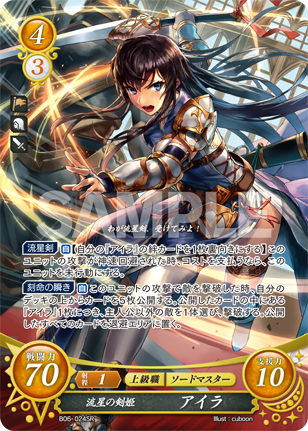 4
3
SAMPLE
わが流星剣、受けてみよ!
流星剣 自 〔自分の『アイラ』の絆カードを1枚裏向きにする〕この
ユニットの攻撃が神速回避された時、コストを支払うなら、この
ユニットを未行動にする。
刻命の瞬き 自 このユニットの攻撃で敵を撃破した時、自分の
デッキの上からカードを5枚公開する。公開したカードの中にある
『アイラ』1枚につき、主人公以外の敵を1体選び、撃破する。公開
したすべてのカードを退避エリアに置く。
戦闘力
70
射程 1 上級職 ソードマスター
支援力
10
流星の剣姫 アイラ
B06-024SR Illust:cuboon